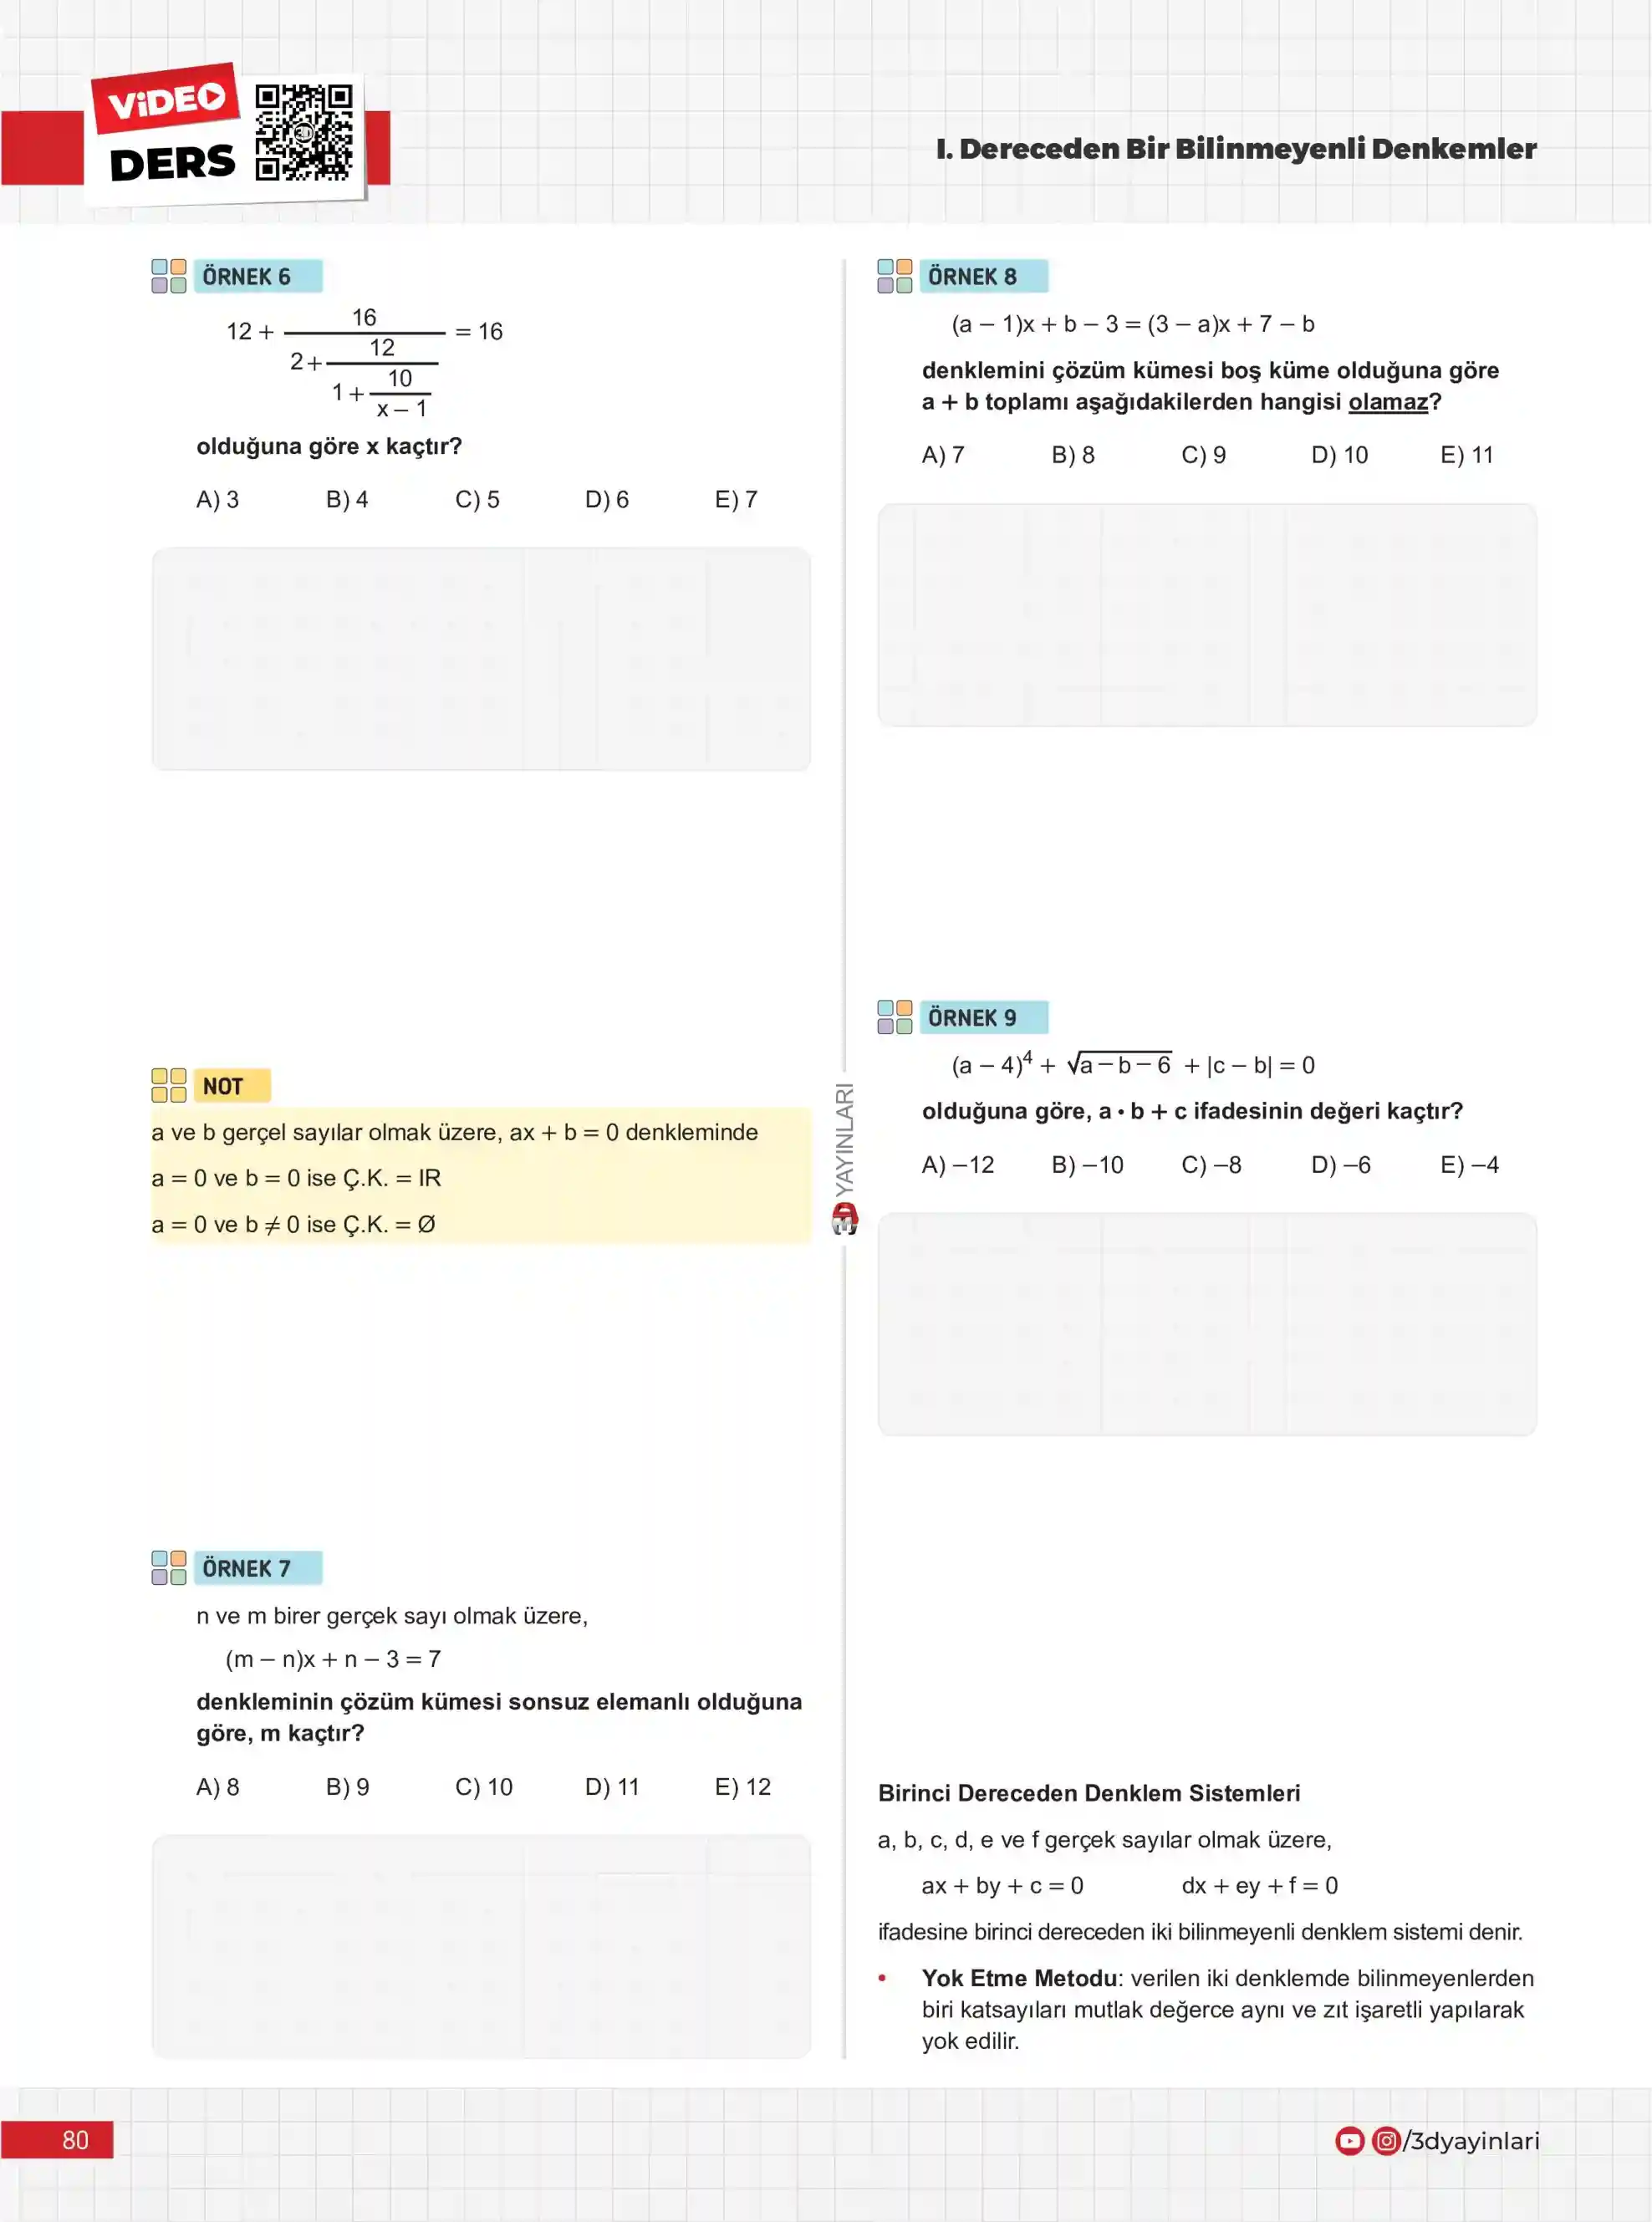 VİDEO
DERS
3D
I. Dereceden Bir Bilinmeyenli Denkemler
ÖRNEK 6
12 + 16 / (2 + 12 / (1 + 10 / (x – 1))) = 16
olduğuna göre x kaçtır?
A) 3 B) 4 C) 5 D) 6 E) 7
NOT
a ve b gerçel sayılar olmak üzere, ax + b = 0 denkleminde
a = 0 ve b = 0 ise Ç.K. = IR
a = 0 ve b ≠ 0 ise Ç.K. = Ø
ÖRNEK 7
n ve m birer gerçek sayı olmak üzere,
(m – n)x + n – 3 = 7
denkleminin çözüm kümesi sonsuz elemanlı olduğuna
göre, m kaçtır?
A) 8 B) 9 C) 10 D) 11 E) 12
YAYINLARI
ÖRNEK 8
(a – 1)x + b – 3 = (3 – a)x + 7 – b
denklemini çözüm kümesi boş küme olduğuna göre
a + b toplamı aşağıdakilerden hangisi olamaz?
A) 7 B) 8 C) 9 D) 10 E) 11
ÖRNEK 9
(a – 4)⁴ + √(a – b – 6) + |c – b| = 0
olduğuna göre, a • b + c ifadesinin değeri kaçtır?
A) –12 B) –10 C) –8 D) –6 E) –4
Birinci Dereceden Denklem Sistemleri
a, b, c, d, e ve f gerçek sayılar olmak üzere,
ax + by + c = 0 dx + ey + f = 0
ifadesine birinci dereceden iki bilinmeyenli denklem sistemi denir.
• Yok Etme Metodu: verilen iki denklemde bilinmeyenlerden
biri katsayıları mutlak değerce aynı ve zıt işaretli yapılarak
yok edilir.
80
/3dyayinlari